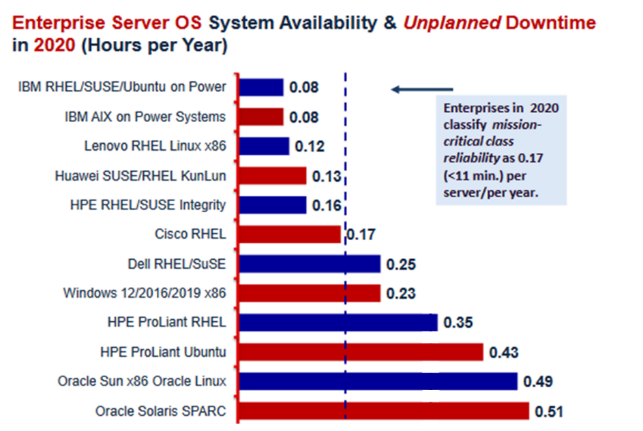 Enterprise Server OS System Availability & Unplanned Downtime
in 2020 (Hours per Year)
IBM RHEL/SUSE/Ubuntu on Power 0.08
IBM AIX on Power Systems 0.08
Lenovo RHEL Linux x86 0.12
Huawei SUSE/RHEL KunLun 0.13
HPE RHEL/SUSE Integrity 0.16
Cisco RHEL 0.17
Dell RHEL/SuSE 0.25
Windows 12/2016/2019 x86 0.23
HPE ProLiant RHEL 0.35
HPE ProLiant Ubuntu 0.43
Oracle Sun x86 Oracle Linux 0.49
Oracle Solaris SPARC 0.51
Enterprises in 2020
classify mission-
critical class
reliability as 0.17
(<11 min.) per
server/per year.